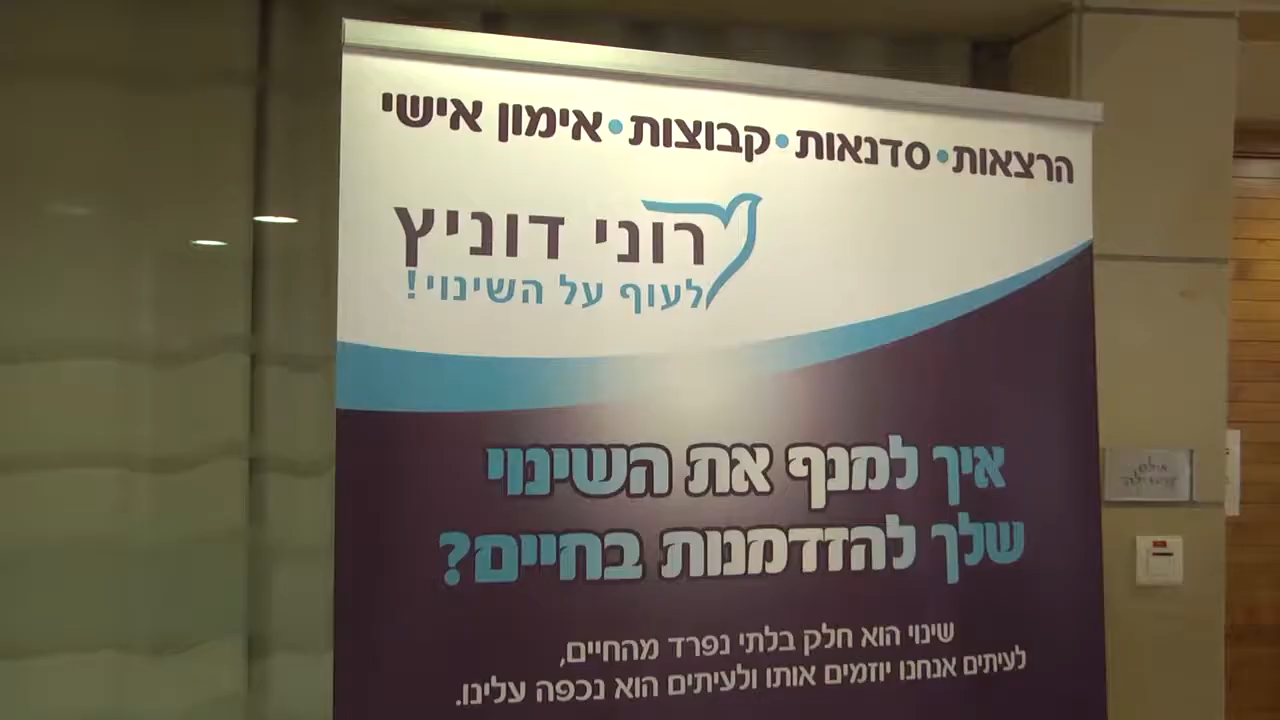 הרצאות • סדנאות • קבוצות • אימון אישי
רוני דוניץ
לעוף על השינוי!
איך למנף את השינוי
שלך להזדמנות בחיים?
שינוי הוא חלק בלתי נפרד מהחיים,
לעיתים אנחנו יוזמים אותו ולעיתים הוא נכפה עלינו.